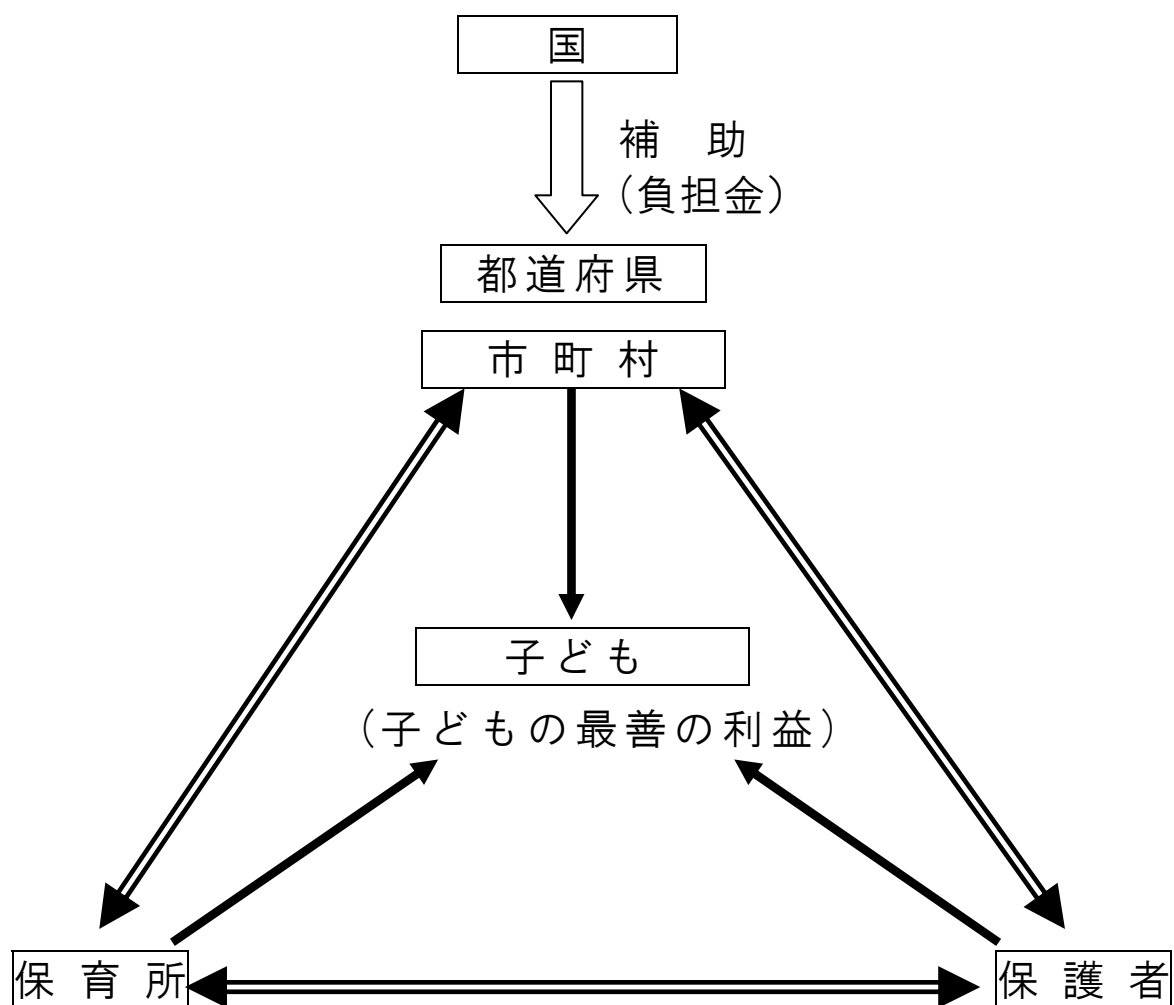 国
補　助
（負担金）
都道府県
市 町 村
子ども
（子どもの最善の利益）
保 育 所
保 護 者